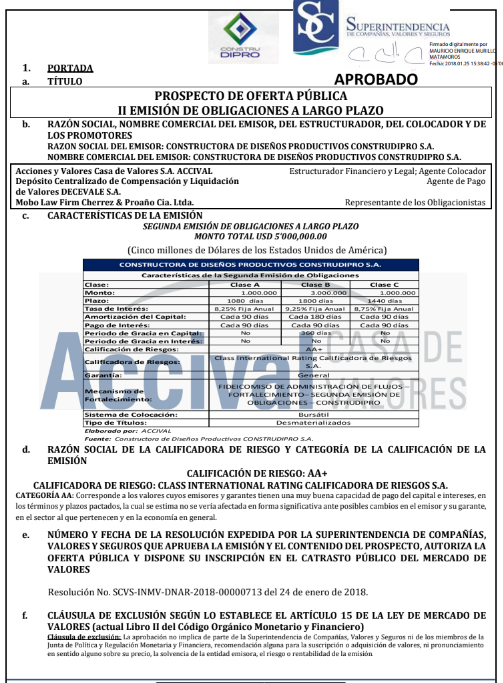 CONSTRU
DIPRO
SC SUPERINTENDENCIA
DE COMPAÑÍAS, VALORES Y SEGUROS
Firmado digitalmente por
MAURICIO ENRIQUE MURILLO
MATAMOROS
Fecha: 2018.01.25 15:38:42
1. PORTADA
a. TÍTULO
APROBADO
PROSPECTO DE OFERTA PÚBLICA
II EMISIÓN DE OBLIGACIONES A LARGO PLAZO
b. RAZÓN SOCIAL, NOMBRE COMERCIAL DEL EMISOR, DEL ESTRUCTURADOR, DEL COLOCADOR Y DE
LOS PROMOTORES
RAZON SOCIAL DEL EMISOR: CONSTRUCTORA DE DISEÑOS PRODUCTIVOS CONSTRUDIPRO S.A.
NOMBRE COMERCIAL DEL EMISOR: CONSTRUCTORA DE DISEÑOS PRODUCTIVOS CONSTRUDIPRO S.A.
Acciones y Valores Casa de Valores S.A. ACCIVAL Estructurador Financiero y Legal; Agente Colocador
Depósito Centralizado de Compensación y Liquidación Agente de Pago
de Valores DECEVALE S.A.
Mobo Law Firm Cherrez & Proaño Cia. Ltda. Representante de los Obligacionistas
c. CARACTERÍSTICAS DE LA EMISIÓN
SEGUNDA EMISIÓN DE OBLIGACIONES A LARGO PLAZO
MONTO TOTAL USD 5'000,000.00
(Cinco millones de Dólares de los Estados Unidos de América)
CONSTRUCTORA DE DISEÑOS PRODUCTIVOS CONSTRUDIPRO S.A.
Características de la Segunda Emisión de Obligaciones
Clase: Clase A Clase B Clase C
Monto: 1.000.000 3.000.000 1.000.000
Plazo: 1080 días 1800 días 1440 días
Tasa de Interés: 8,25% Fija Anual 9,25% Fija Anual 8,75% Fija Anual
Amortización del Capital: Cada 90 días Cada 180 días Cada 90 días
Pago de Interés: Cada 90 días Cada 90 días Cada 90 días
Periodo de Gracia en Capital: No 360 días No
Periodo de Gracia en Interés: No No No
Calificación de Riesgos: AA+
Calificadora de Riesgos: Class International Rating Calificadora de Riesgos
S.A.
Garantía: General
Mecanismo de
Fortalecimiento:
FIDEICOMISO DE ADMINISTRACIÓN DE FLUJOS –
FORTALECIMIENTO– SEGUNDA EMISIÓN DE
OBLIGACIONES – CONSTRUDIPRO
Sistema de Colocación: Bursátil
Tipo de Títulos: Desmaterializados
Accival CASA DE
VALORES
Elaborado por: ACCIVAL
Fuente: Constructora de Diseños Productivos CONSTRUDIPRO S.A.
d. RAZÓN SOCIAL DE LA CALIFICADORA DE RIESGO Y CATEGORÍA DE LA CALIFICACIÓN DE LA
EMISIÓN
CALIFICACIÓN DE RIESGO: AA+
CALIFICADORA DE RIESGO: CLASS INTERNATIONAL RATING CALIFICADORA DE RIESGOS S.A.
CATEGORÍA AA: Corresponde a los valores cuyos emisores y garantes tienen una muy buena capacidad de pago del capital e intereses, en
los términos y plazos pactados, la cual se estima no se vería afectada en forma significativa ante posibles cambios en el emisor y su garante,
en el sector al que pertenecen y en la economía en general.
e. NÚMERO Y FECHA DE LA RESOLUCIÓN EXPEDIDA POR LA SUPERINTENDENCIA DE COMPAÑÍAS,
VALORES Y SEGUROS QUE APRUEBA LA EMISIÓN Y EL CONTENIDO DEL PROSPECTO, AUTORIZA LA
OFERTA PÚBLICA Y DISPONE SU INSCRIPCIÓN EN EL CATRASTO PÚBLICO DEL MERCADO DE
VALORES
Resolución No. SCVS-INMV-DNAR-2018-00000713 del 24 de enero de 2018.
f. CLÁUSULA DE EXCLUSIÓN SEGÚN LO ESTABLECE EL ARTÍCULO 15 DE LA LEY DE MERCADO DE
VALORES (actual Libro II del Código Orgánico Monetario y Financiero)
Cláusula de exclusión: La aprobación no implica de parte de la Superintendencia de Compañías, Valores y Seguros ni de los miembros de la
Junta de Política y Regulación Monetaria y Financiera, recomendación alguna para la suscripción o adquisición de valores, ni pronunciamiento
en sentido alguno sobre su precio, la solvencia de la entidad emisora, el riesgo o rentabilidad de la emisión